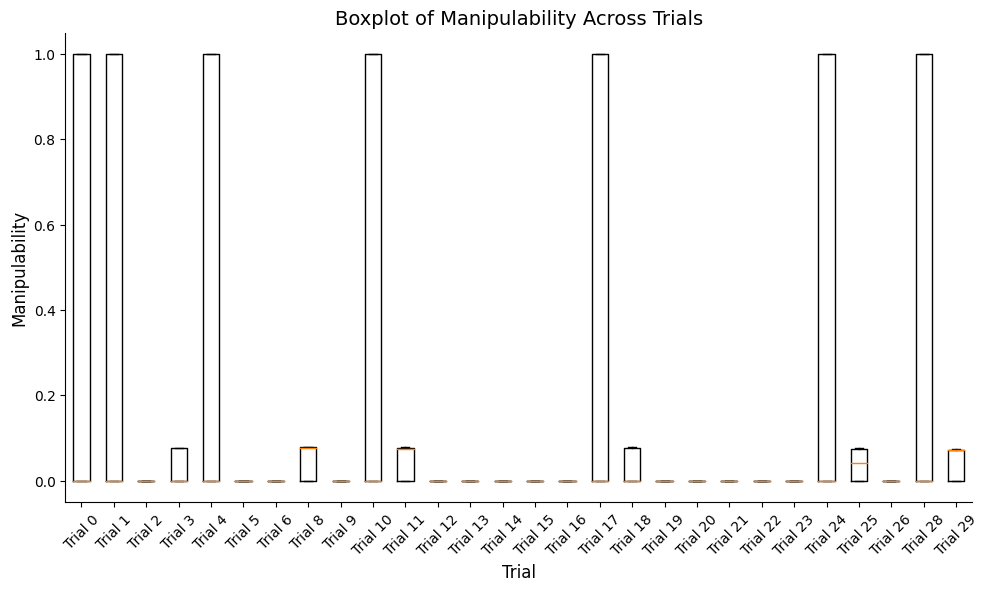 Boxplot of Manipulability Across Trials
Manipulability
1.0
0.8
0.6
0.4
0.2
0.0
Trial 0
Trial 1
Trial 2
Trial 3
Trial 4
Trial 5
Trial 6
Trial 8
Trial 9
Trial 10
Trial 11
Trial 12
Trial 13
Trial 14
Trial 15
Trial 16
Trial 17
Trial 18
Trial 19
Trial 20
Trial 21
Trial 22
Trial 23
Trial 24
Trial 25
Trial 26
Trial 28
Trial 29
Trial